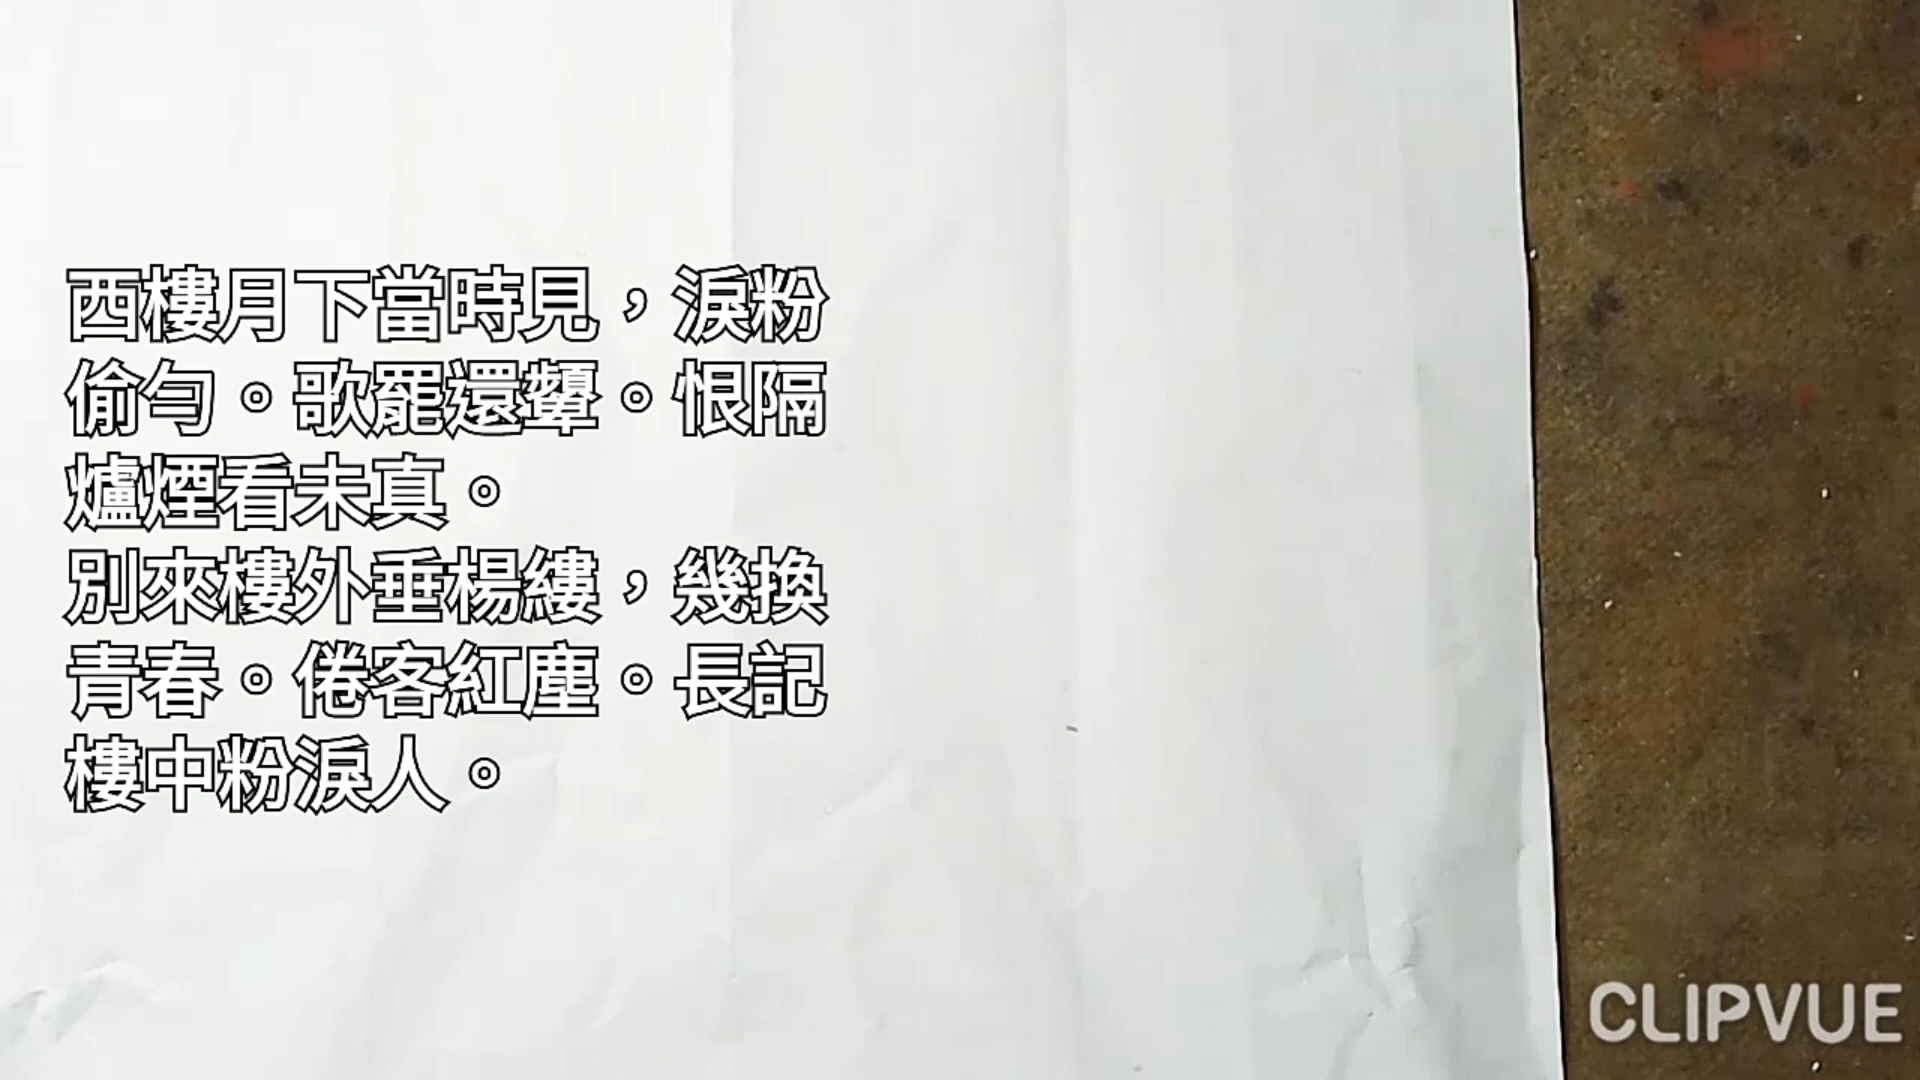 西樓月下當時見，淚粉
偷勻。歌罷還顰。恨隔
爐煙看未真。
別來樓外垂楊縷，幾換
青春。倦客紅塵。長記
樓中粉淚人。
CLIPVUE